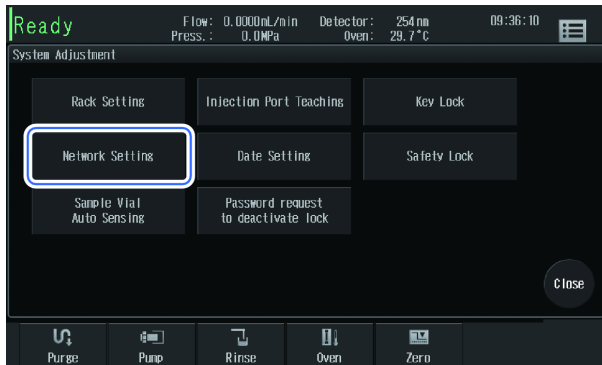 Ready
Flow: 0.0000nL/min Detector: 254nm 09:36:10
Press.: 0.0MPa Oven: 29.7°C
System Adjustment
Rack Setting
Injection Port Teaching
Key Lock
Network Setting
Date Setting
Safety Lock
Sample Vial
Auto Sensing
Password request
to deactivate lock
Close
Purge
Pump
Rinse
Oven
Zero